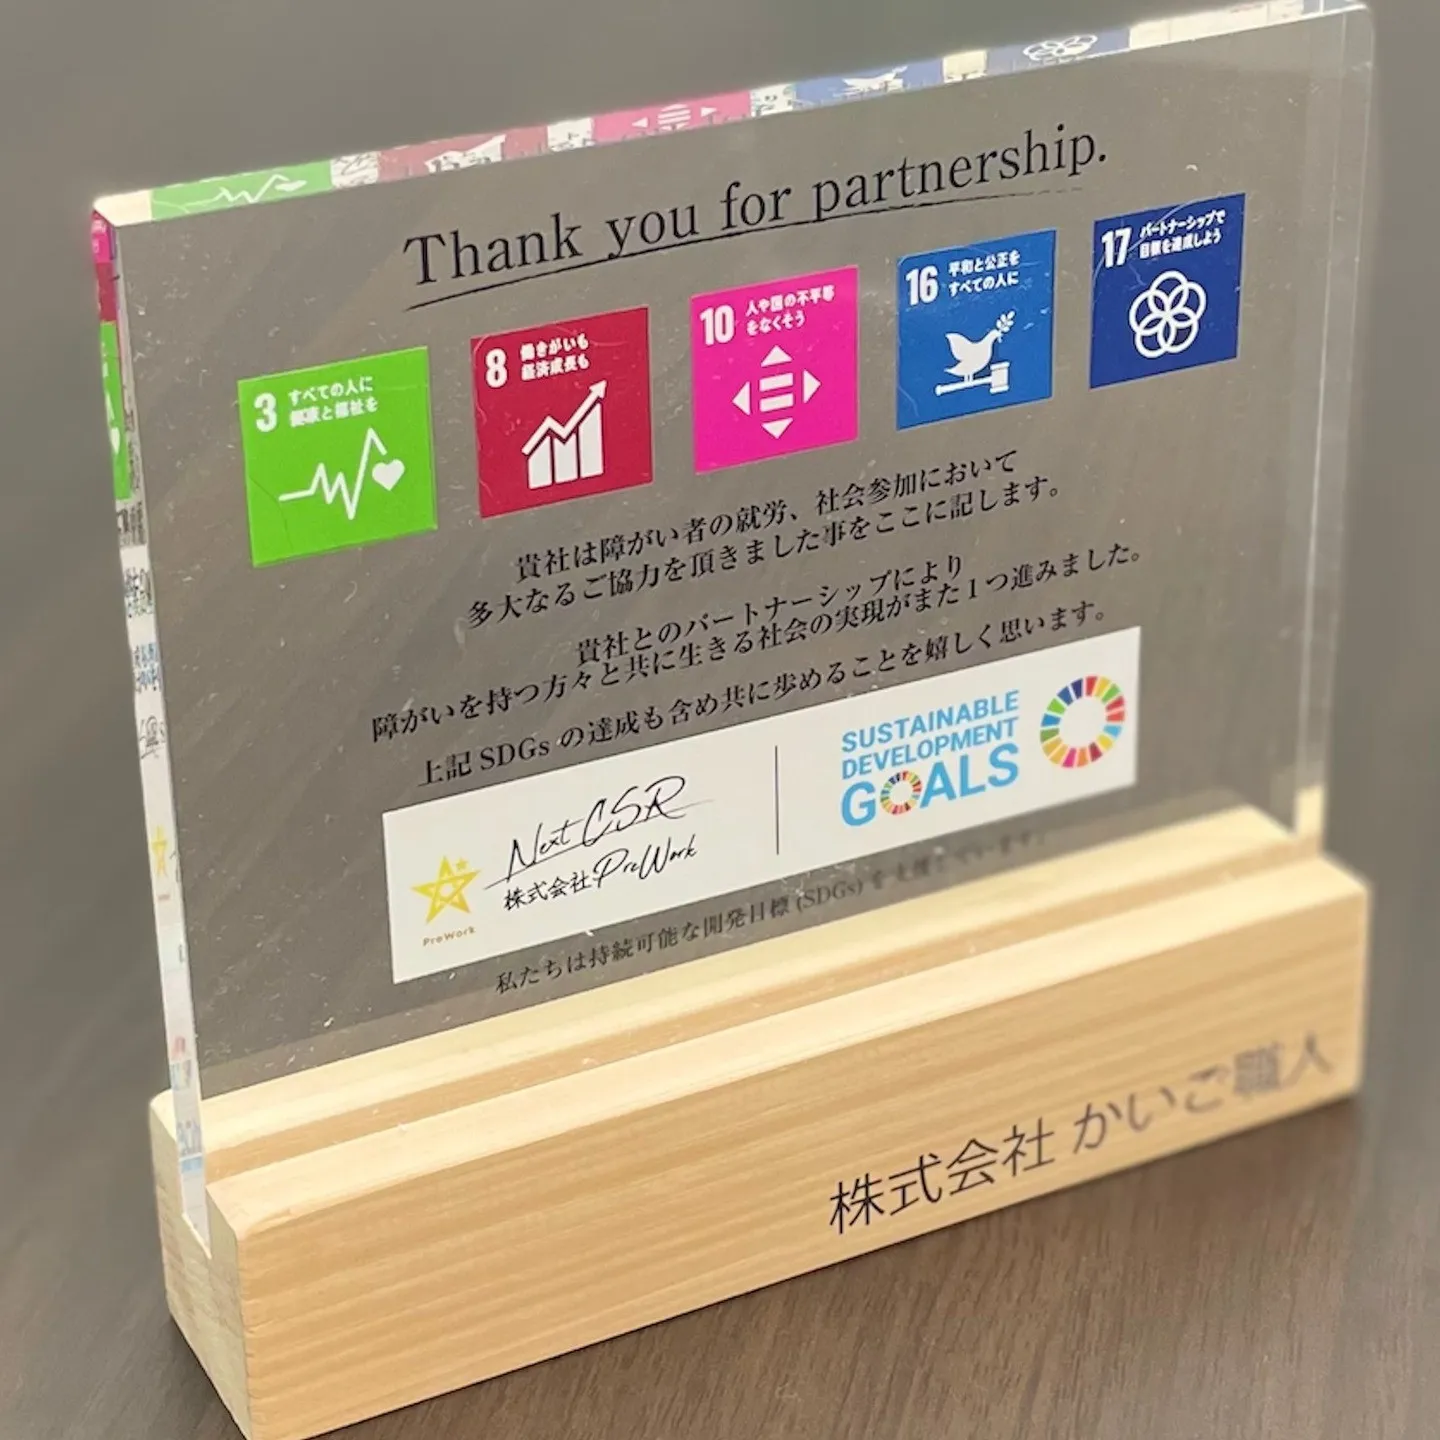 Thank you for partnership.
3 すべての人に
健康と福祉を
8 働きがいも
経済成長も
10 人や国の不平等
をなくそう
16 平和と公正を
すべての人に
17 パートナーシップで
目標を達成しよう
貴社は障がい者の就労、社会参加において
多大なるご協力を頂きました事をここに記します。
貴社とのパートナーシップにより
障がいを持つ方々と共に生きる社会の実現がまた1つ進みました。
上記 SDGs の達成も含め共に歩めることを嬉しく思います。
PreWork
Next CSR
株式会社 PreWork
SUSTAINABLE
DEVELOPMENT
GOALS
私たちは持続可能な開発目標 (SDGs) を支援しています。
株式会社 かいご職人